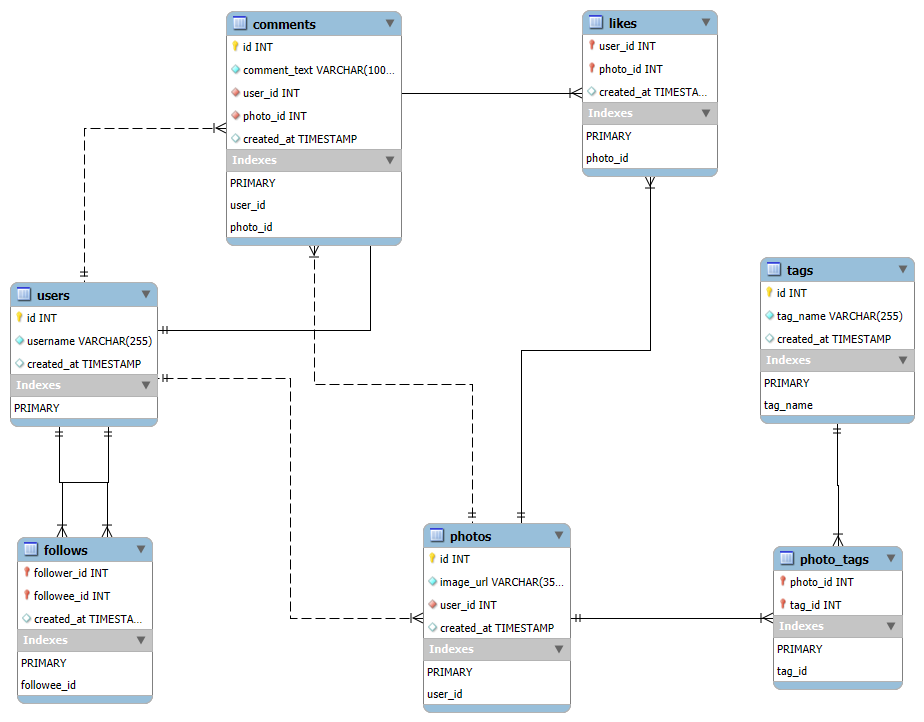 comments
id INT
comment_text VARCHAR(100...
user_id INT
photo_id INT
created_at TIMESTAMP
Indexes
PRIMARY
user_id
photo_id
likes
user_id INT
photo_id INT
created_at TIMESTA...
Indexes
PRIMARY
photo_id
users
id INT
username VARCHAR(255)
created_at TIMESTAMP
Indexes
PRIMARY
tags
id INT
tag_name VARCHAR(255)
created_at TIMESTAMP
Indexes
PRIMARY
tag_name
follows
follower_id INT
followee_id INT
created_at TIMESTA...
Indexes
PRIMARY
followee_id
photos
id INT
image_url VARCHAR(35...
user_id INT
created_at TIMESTAMP
Indexes
PRIMARY
user_id
photo_tags
photo_id INT
tag_id INT
Indexes
PRIMARY
tag_id